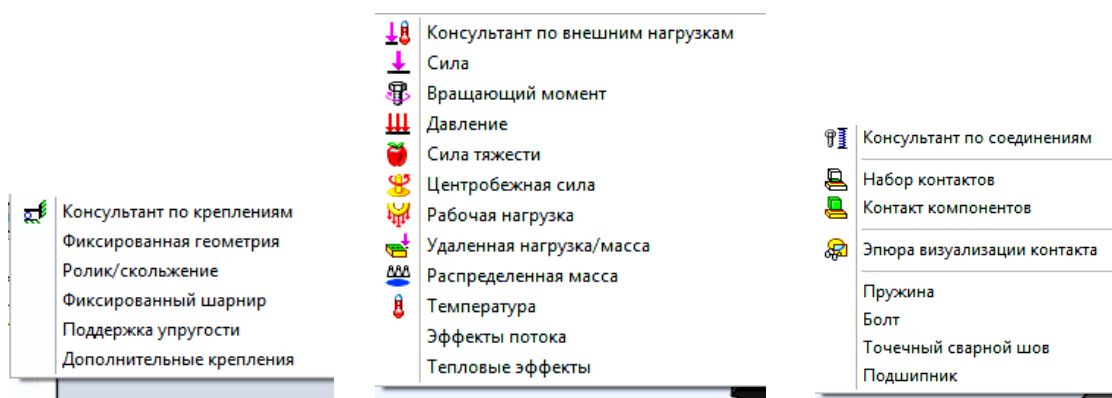 Консультант по креплениям
Фиксированная геометрия
Ролик/скольжение
Фиксированный шарнир
Поддержка упругости
Дополнительные крепления
Консультант по внешним нагрузкам
Сила
Вращающий момент
Давление
Сила тяжести
Центробежная сила
Рабочая нагрузка
Удаленная нагрузка/масса
Распределенная масса
Температура
Эффекты потока
Тепловые эффекты
Консультант по соединениям
Набор контактов
Контакт компонентов
Эпюра визуализации контакта
Пружина
Болт
Точечный сварной шов
Подшипник